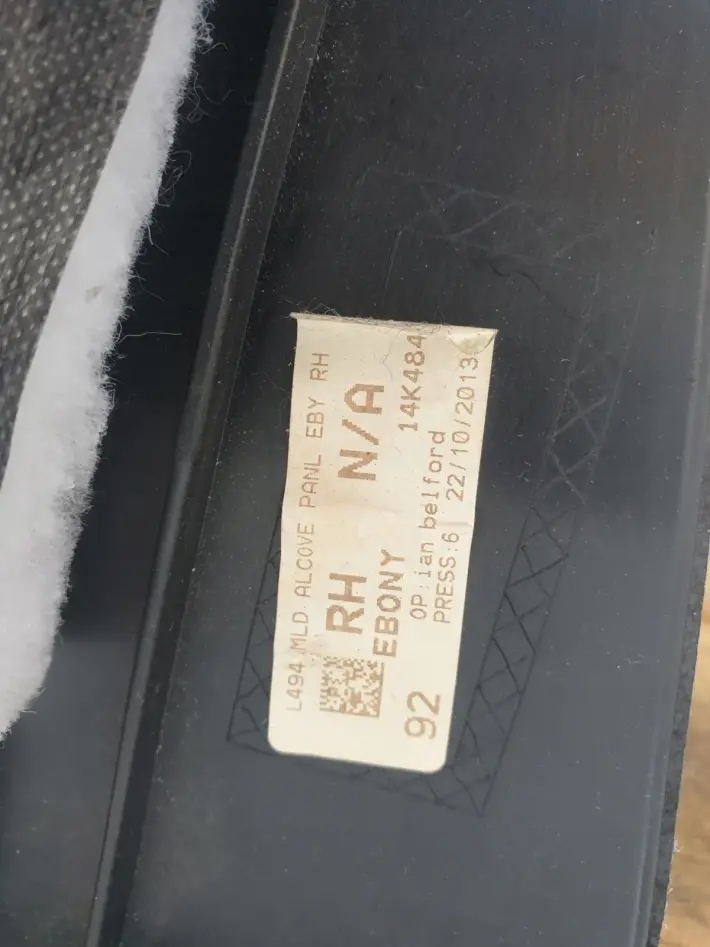 L494 MLD ALCOVE PANL EBY RH
RH N/A
EBONY 14K484
OP:ian belford
92 PRESS:6 22/10/2013